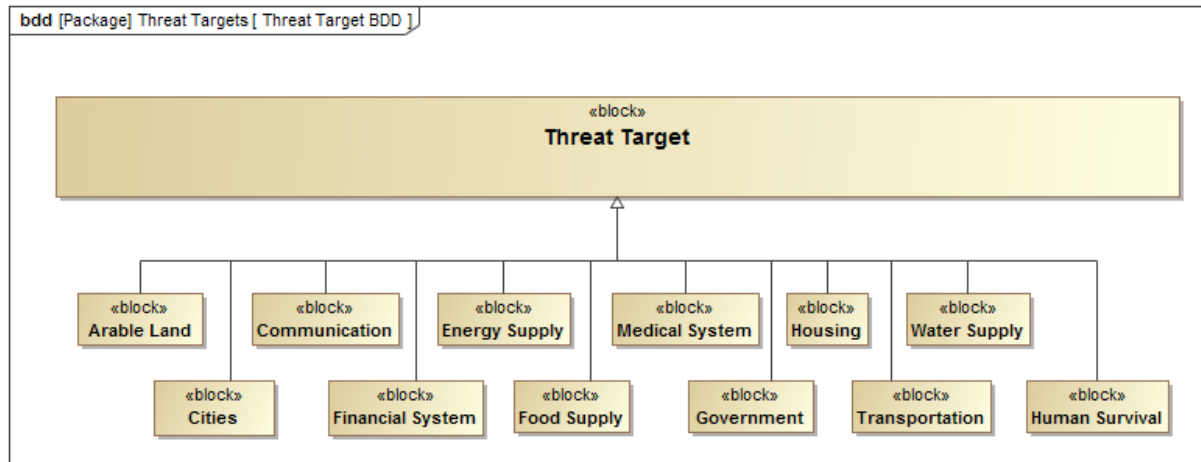 bdd [Package] Threat Targets [ Threat Target BDD ]
«block»
Threat Target
«block»
Arable Land
«block»
Communication
«block»
Energy Supply
«block»
Medical System
«block»
Housing
«block»
Water Supply
«block»
Cities
«block»
Financial System
«block»
Food Supply
«block»
Government
«block»
Transportation
«block»
Human Survival